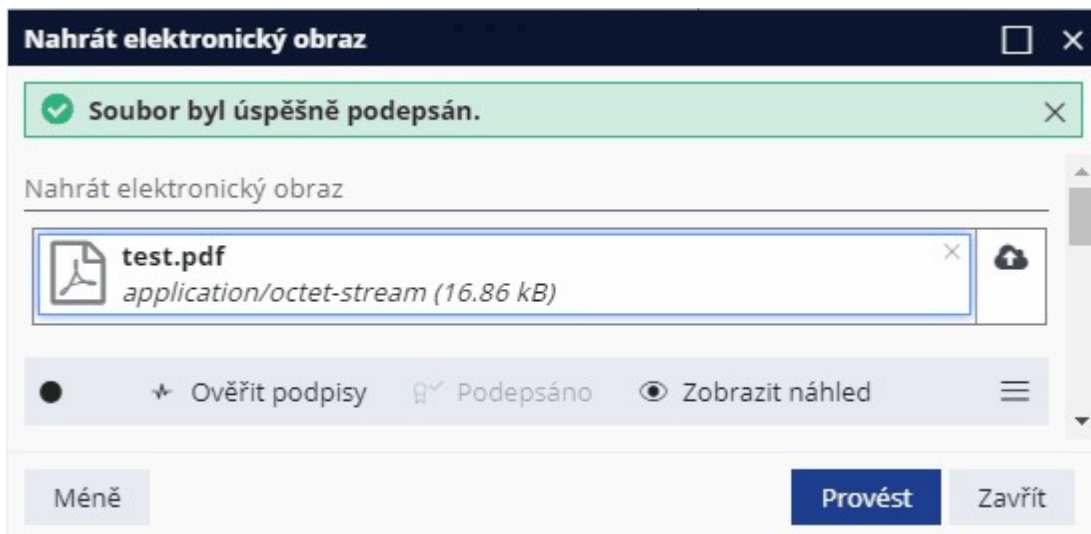 Nahrát elektronický obraz
Soubor byl úspěšně podepsán.
Nahrát elektronický obraz
test.pdf
application/octet-stream (16.86 kB)
Ověřit podpisy Podepsáno Zobrazit náhled
Méně Provést Zavřít